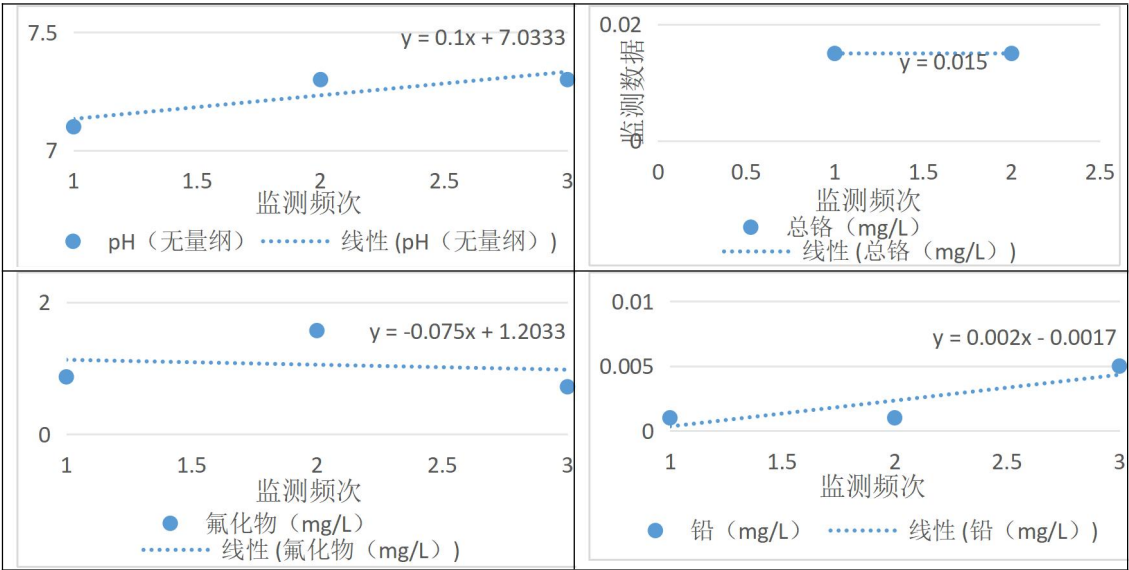 7.5
y = 0.1x + 7.0333
7
1 1.5 2 2.5 3
监测频次
pH（无量纲） 线性 (pH（无量纲）)
0.02
监测数据
y = 0.015
0
0 0.5 1 1.5 2 2.5
监测频次
总铬（mg/L）
线性 (总铬（mg/L）)
2
y = -0.075x + 1.2033
0
1 1.5 2 2.5 3
监测频次
氟化物（mg/L）
线性 (氟化物（mg/L）)
0.01
y = 0.002x - 0.0017
0.005
0
1 1.5 2 2.5 3
监测频次
铅（mg/L） 线性 (铅（mg/L）)